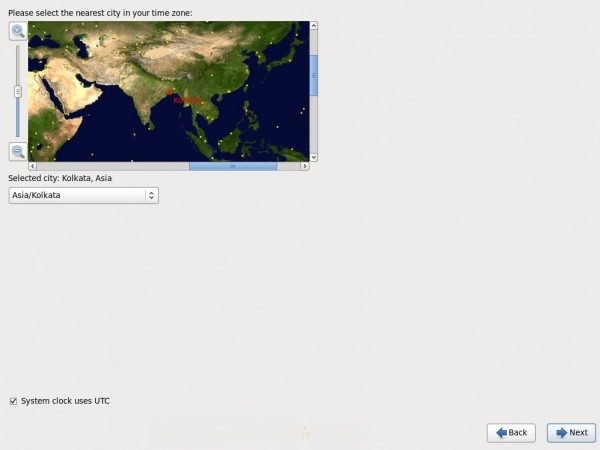 Please select the nearest city in your time zone:
Kolkata
Selected city: Kolkata, Asia
Asia/Kolkata
System clock uses UTC
Back
Next